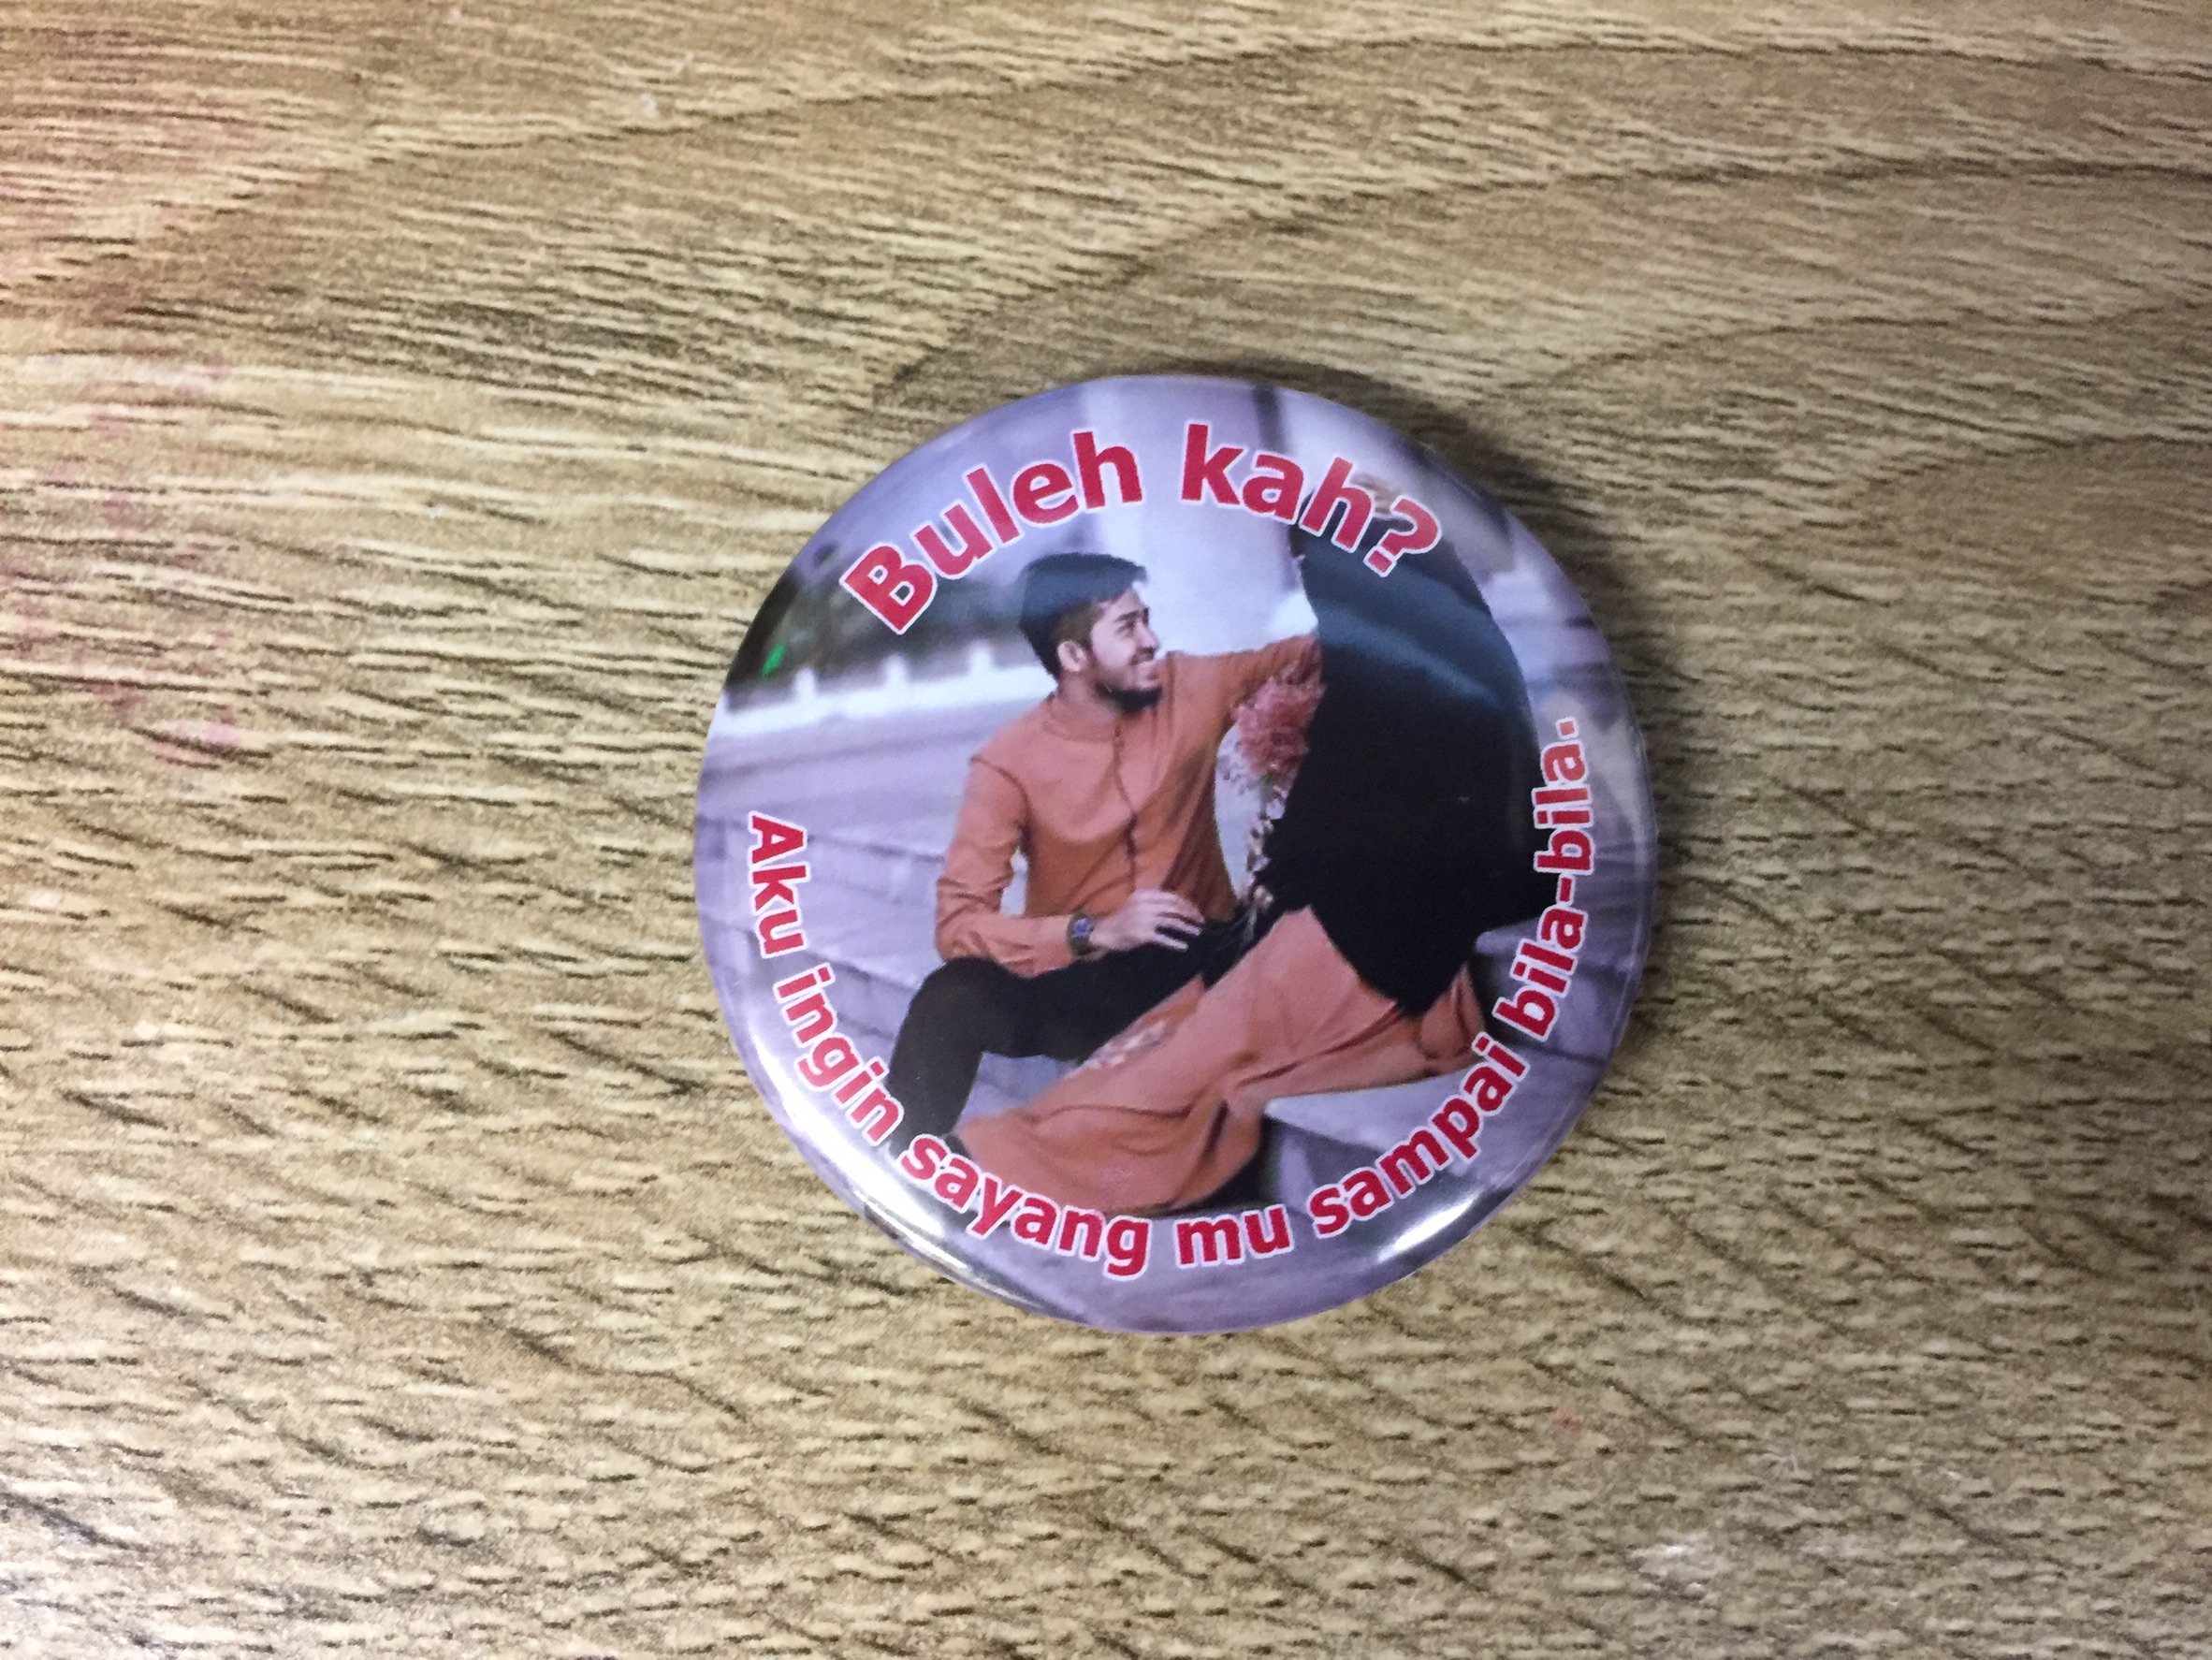 Buleh kah?
Aku ingin sayang mu sampai bila-bila.